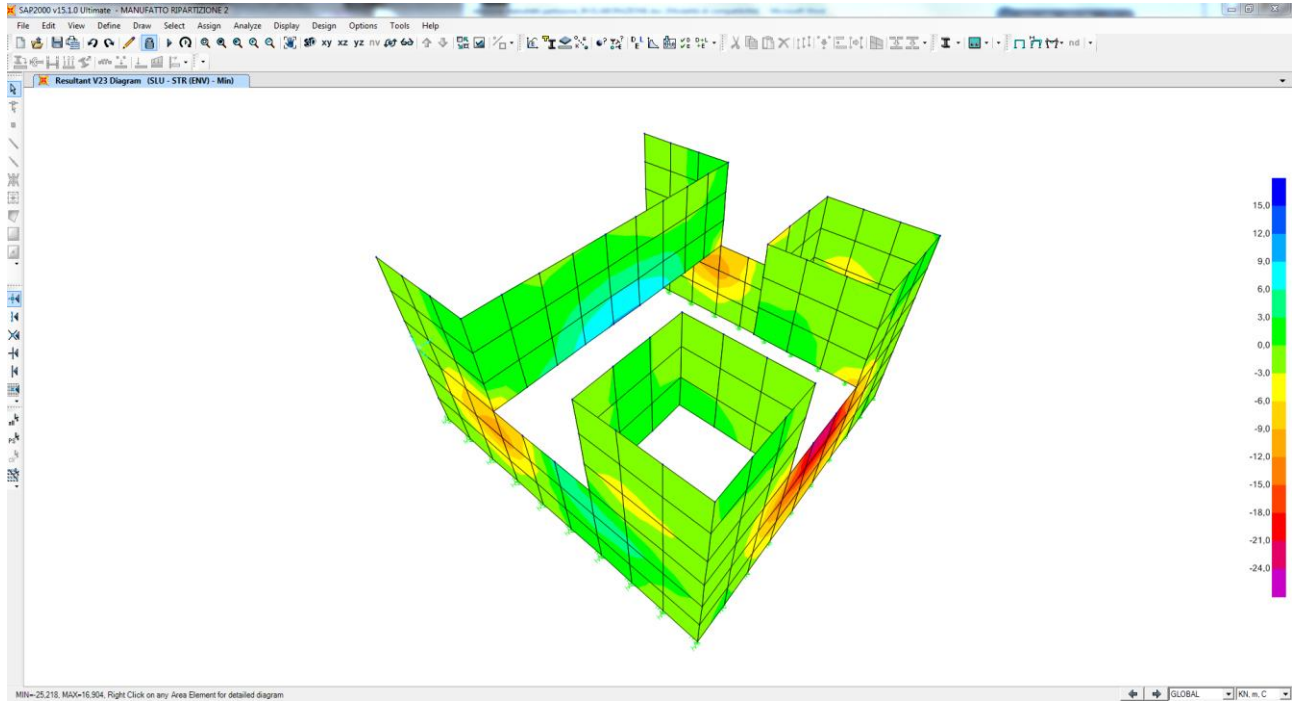 SAP2000 v15.1.0 Ultimate - MANUFATTO RIPARTIZIONE 2
File Edit View Define Draw Select Assign Analyze Display Design Options Tools Help
xy xz yz nv nd
Resultant V23 Diagram (SLU - STR (ENV) - Min)
15,0
12,0
9,0
6,0
3,0
0,0
-3,0
-6,0
-9,0
-12,0
-15,0
-18,0
-21,0
-24,0
MIN=-25,218, MAX=16,904, Right Click on any Area Element for detailed diagram
GLOBAL
KN, m, C